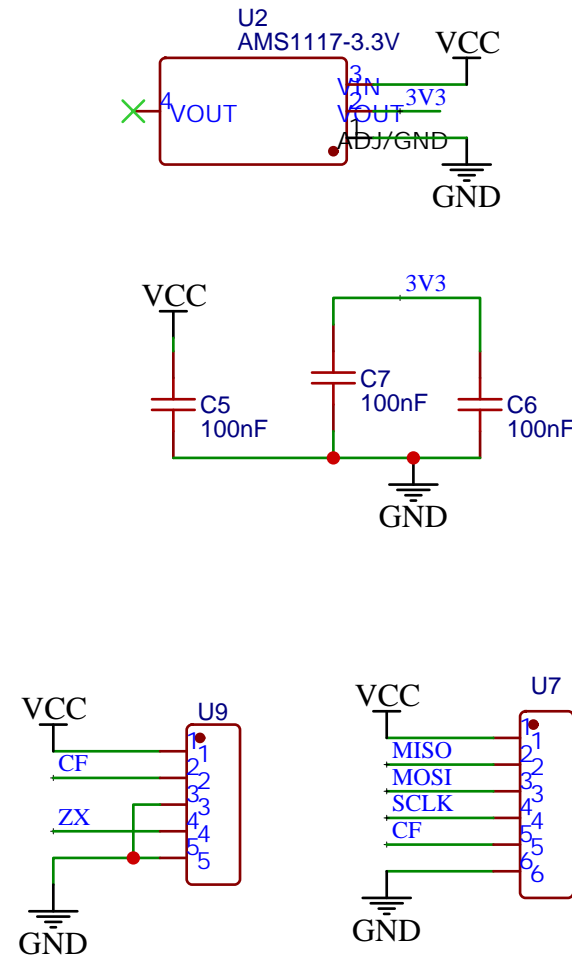 U2
AMS1117-3.3V
VCC
3
VIN
3V3
4
VOUT
2
VOUT
1
ADJ/GND
GND
VCC
3V3
C5
100nF
C7
100nF
C6
100nF
GND
VCC
U9
1
1
CF
2
2
3
3
ZX
4
4
5
5
GND
VCC
U7
1
1
MISO
2
2
MOSI
3
3
SCLK
4
4
CF
5
5
6
6
GND